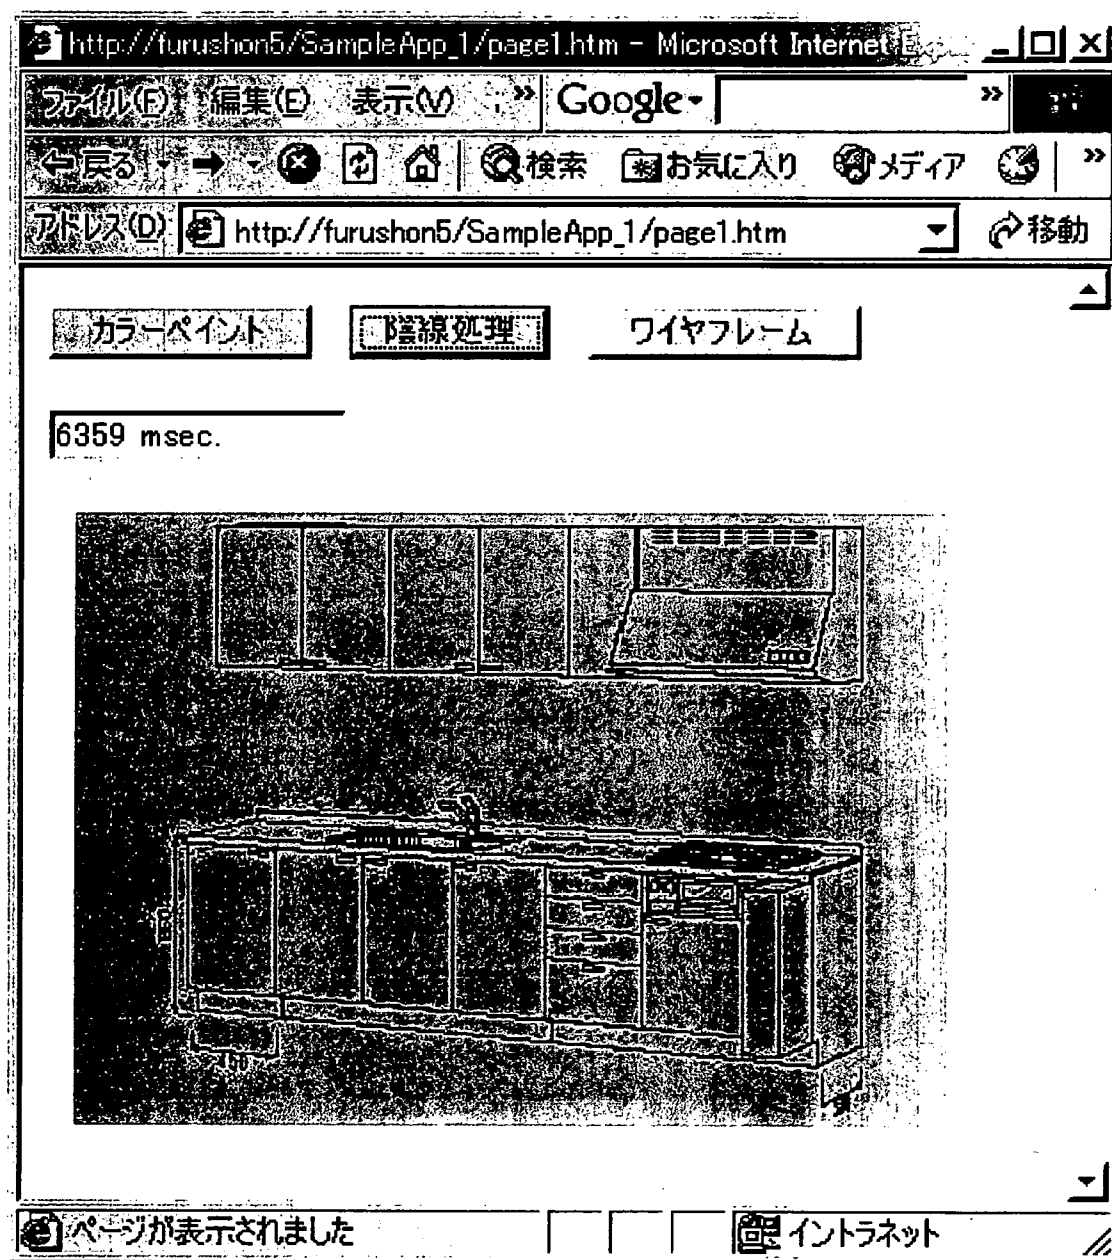 http://furushon5/SampleApp_1/page1.htm - Microsoft Internet
ファイル(F) 編集(E) 表示(V) » Google »
戻る 検索 お気に入り メディア »
アドレス(D) http://furushon5/SampleApp_1/page1.htm 移動
カラーペイント 陰線処理 ワイヤフレーム
6359 msec.
ページが表示されました イントラネット